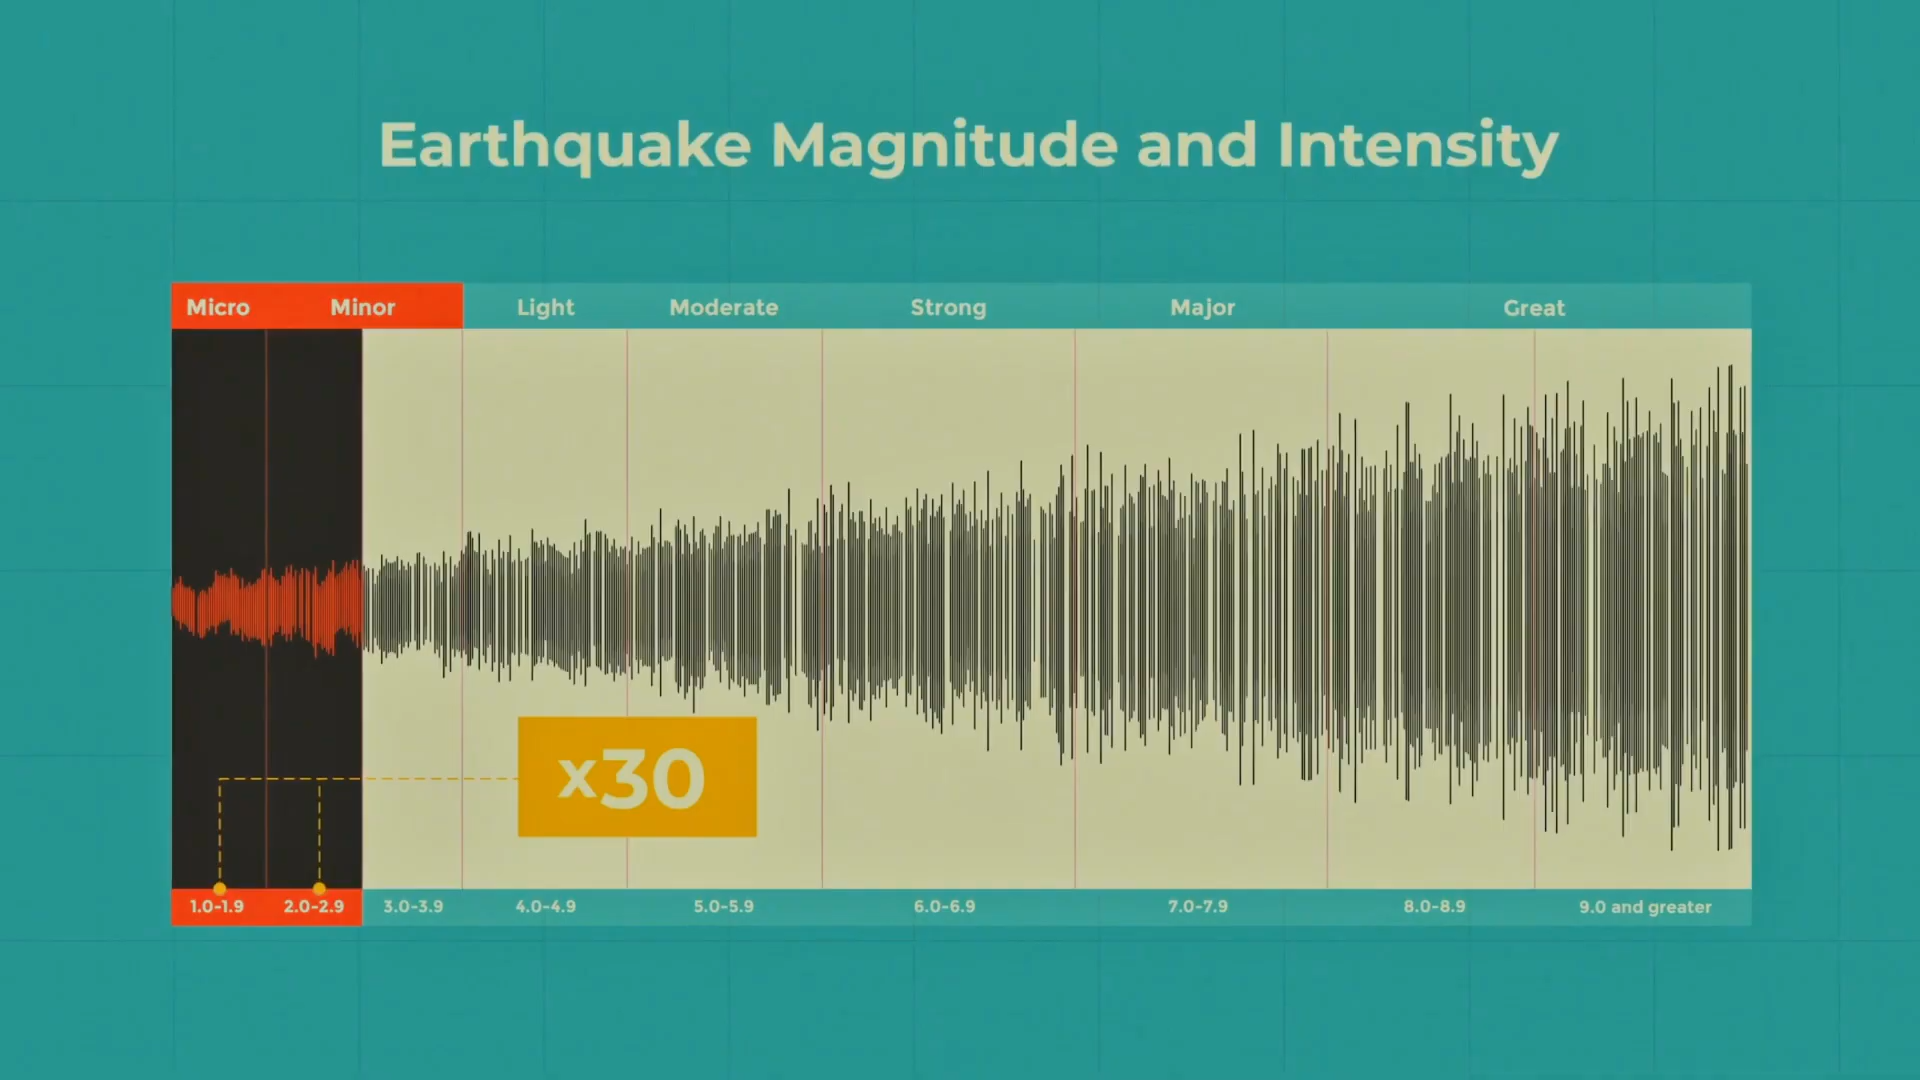 Earthquake Magnitude and Intensity
Micro Minor Light Moderate Strong Major Great
x30
1.0-1.9 2.0-2.9 3.0-3.9 4.0-4.9 5.0-5.9 6.0-6.9 7.0-7.9 8.0-8.9 9.0 and greater